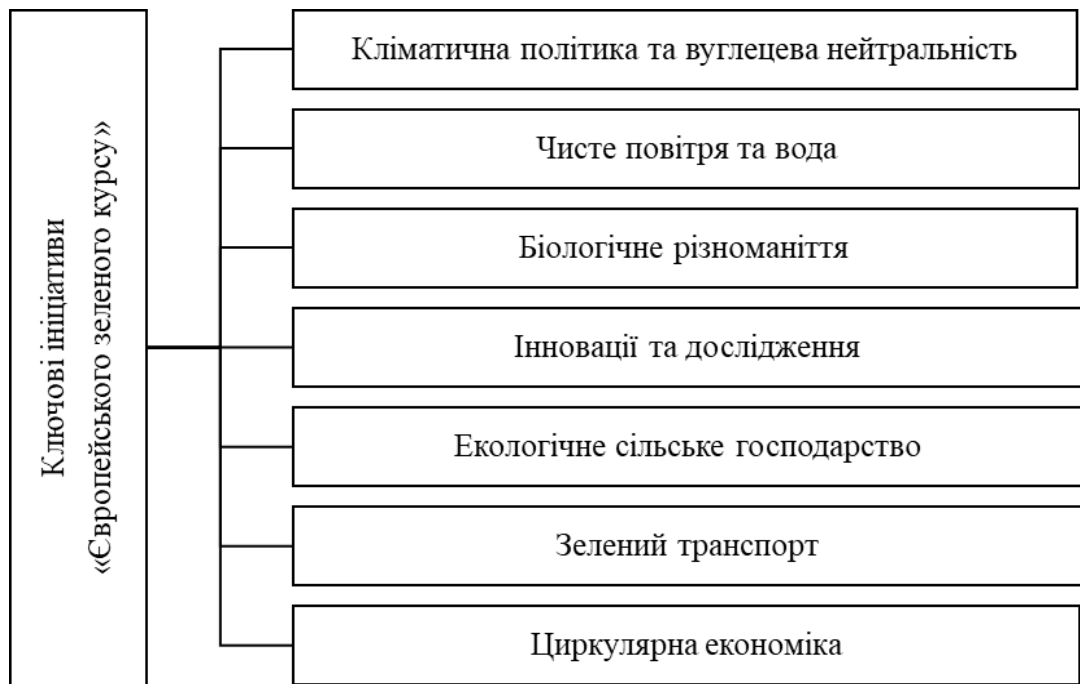 Ключові ініціативи
«Європейського зеленого курсу»
Кліматична політика та вуглецева нейтральність
Чисте повітря та вода
Біологічне різноманіття
Інновації та дослідження
Екологічне сільське господарство
Зелений транспорт
Циркулярна економіка